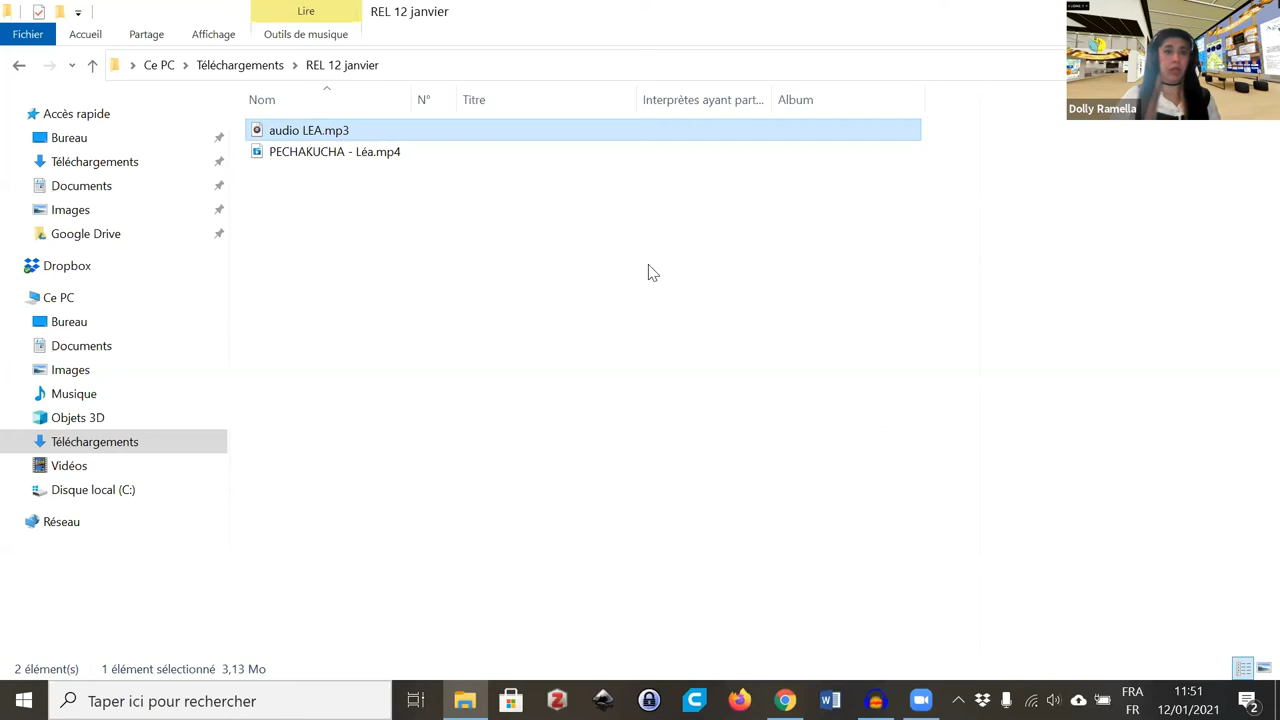 Lire
REL 12 janvier
Fichier
Accueil
Partage
Affichage
Outils de musique
Ce PC
Téléchargements
REL 12 janvier
Nom
N°
Titre
Interprètes ayant part...
Album
audio LEA.mp3
PECHAKUCHA - Léa.mp4
Accès rapide
Bureau
Téléchargements
Documents
Images
Google Drive
Dropbox
Ce PC
Bureau
Documents
Images
Musique
Objets 3D
Téléchargements
Vidéos
Disque local (C:)
Réseau
Dolly Ramella
2 élément(s)
1 élément sélectionné 3,13 Mo
Taper ici pour rechercher
FRA
FR
11:51
12/01/2021
2